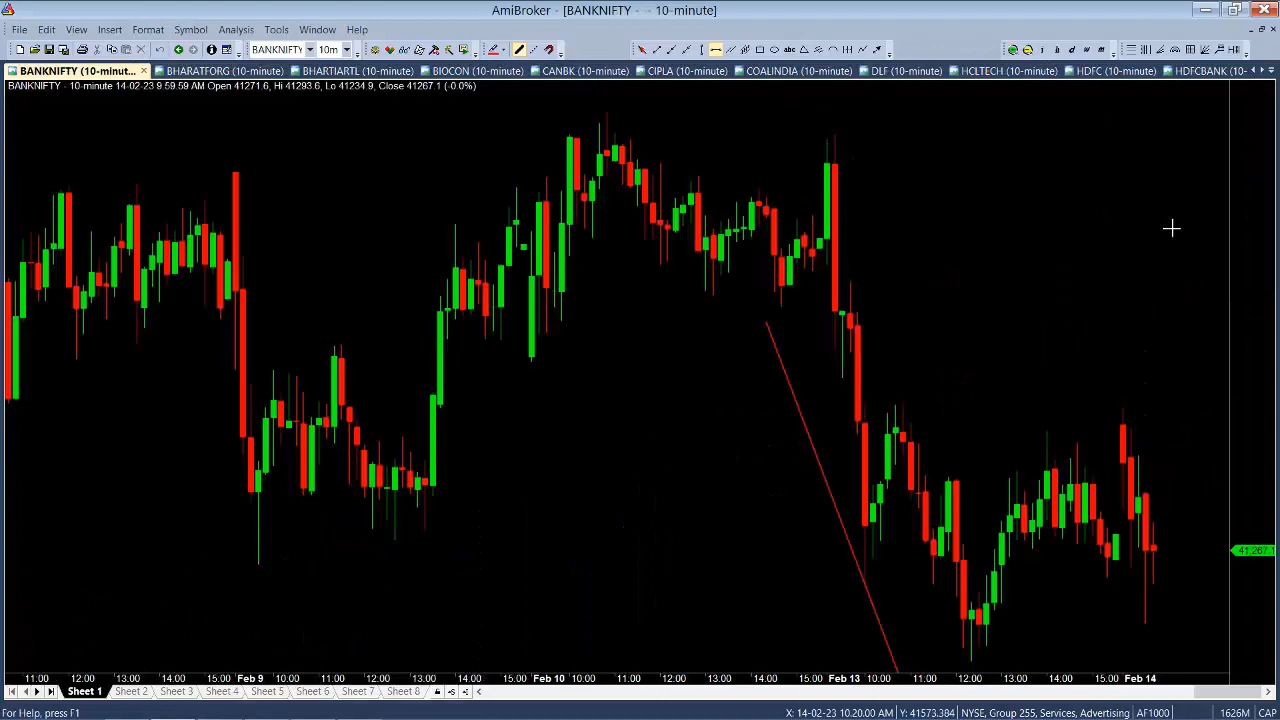 AmiBroker - [BANKNIFTY - - 10-minute]
File Edit View Insert Format Symbol Analysis Tools Window Help
BANKNIFTY 10m
i b d w m
BANKNIFTY (10-minut... BHARATFORG (10-minute) BHARTIARTL (10-minute) BIOCON (10-minute) CANBK (10-minute) CIPLA (10-minute) COALINDIA (10-minute) DLF (10-minute) HCLTECH (10-minute) HDFC (10-minute) HDFCBANK (10-
BANKNIFTY - 10-minute 14-02-23 9:59:59 AM Open 41271.6, Hi 41293.6, Lo 41234.9, Close 41267.1 (-0.0%)
41,267.1
11:00 12:00 13:00 14:00 15:00 Feb 9 10:00 11:00 12:00 13:00 14:00 15:00 Feb 10 10:00 11:00 12:00 13:00 14:00 15:00 Feb 13 10:00 11:00 12:00 13:00 14:00 15:00 Feb 14
Sheet 1 Sheet 2 Sheet 3 Sheet 4 Sheet 5 Sheet 6 Sheet 7 Sheet 8
For Help, press F1 X: 14-02-23 10.20.00 AM Y: 41573.384 NYSE, Group 255, Services, Advertising AF1000 1626M CAP